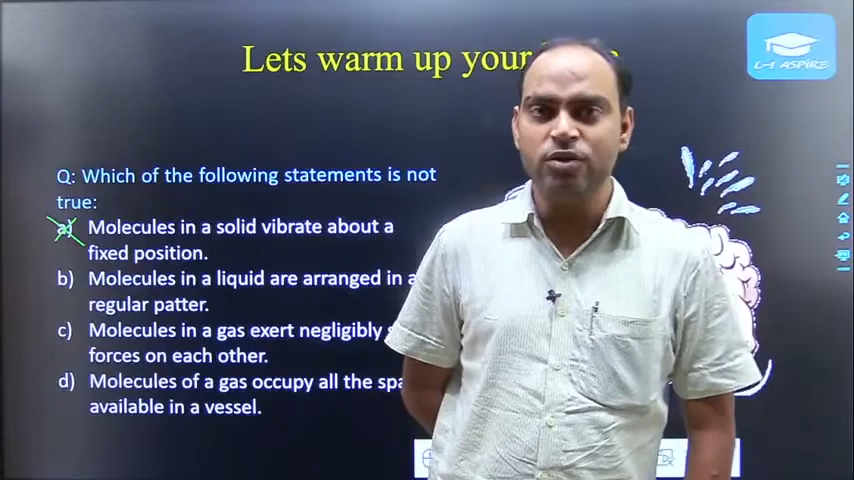 Lets warm up your
L-1 ASPIRE
Q: Which of the following statements is not
true:
a) Molecules in a solid vibrate about a
fixed position.
b) Molecules in a liquid are arranged in a
regular patter.
c) Molecules in a gas exert negligibly
forces on each other.
d) Molecules of a gas occupy all the spa
available in a vessel.